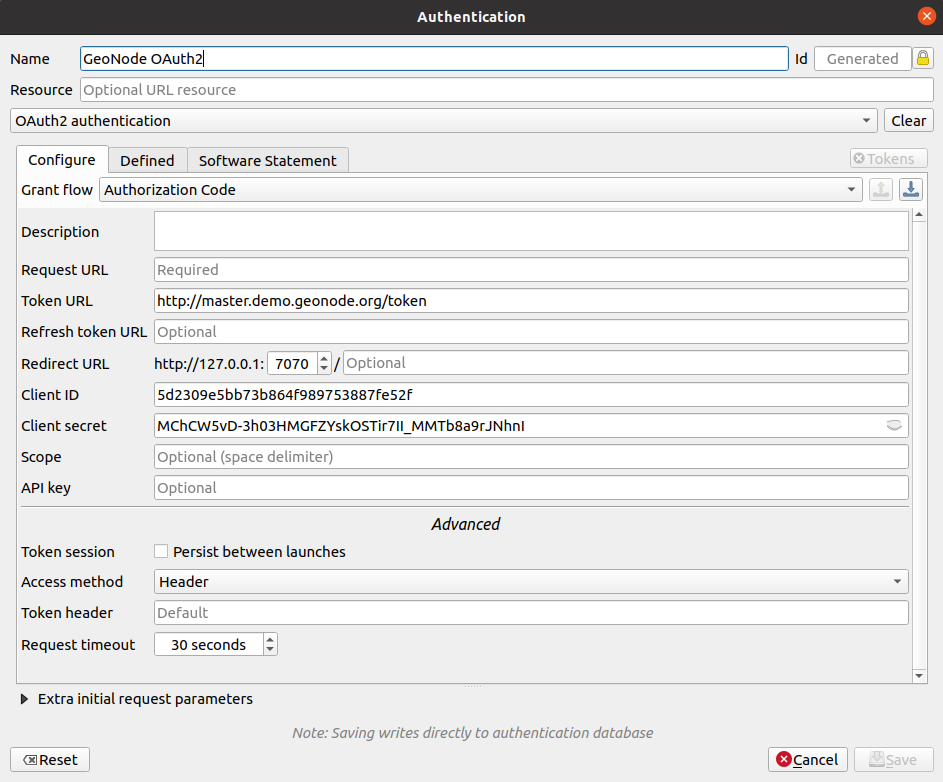 Authentication
Name GeoNode OAuth2 Id Generated
Resource Optional URL resource
OAuth2 authentication Clear
Configure Defined Software Statement Tokens
Grant flow Authorization Code
Description
Request URL Required
Token URL http://master.demo.geonode.org/token
Refresh token URL Optional
Redirect URL http://127.0.0.1: 7070 / Optional
Client ID 5d2309e5bb73b864f989753887fe52f
Client secret MChCW5vD-3h03HMGFZYskOSTir7II_MMTb8a9rJNhnI
Scope Optional (space delimiter)
API key Optional
Advanced
Token session Persist between launches
Access method Header
Token header Default
Request timeout 30 seconds
Extra initial request parameters
Note: Saving writes directly to authentication database
Reset Cancel Save